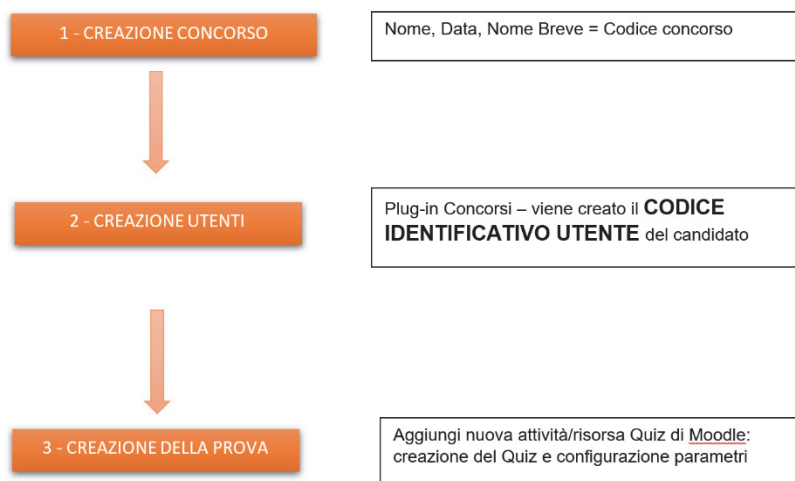 1 - CREAZIONE CONCORSO
Nome, Data, Nome Breve = Codice concorso
2 - CREAZIONE UTENTI
Plug-in Concorsi – viene creato il CODICE
IDENTIFICATIVO UTENTE del candidato
3 - CREAZIONE DELLA PROVA
Aggiungi nuova attività/risorsa Quiz di Moodle:
creazione del Quiz e configurazione parametri